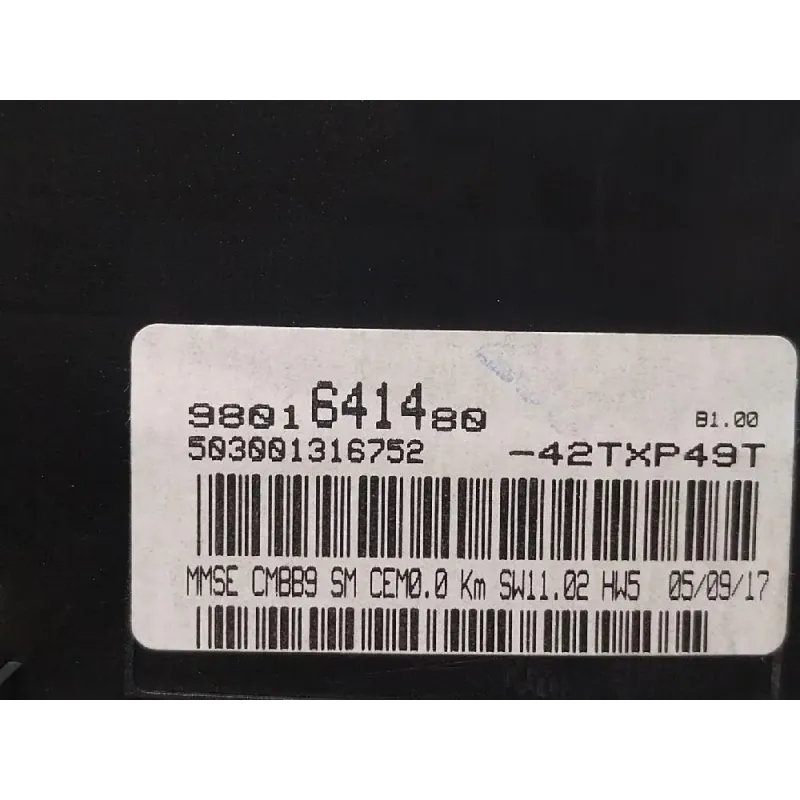 9801641480 B1.00
503001316752 -42TXP49T
MMSE CMBB9 SM CEM0.0 Km SW11.02 HW5 05/09/17